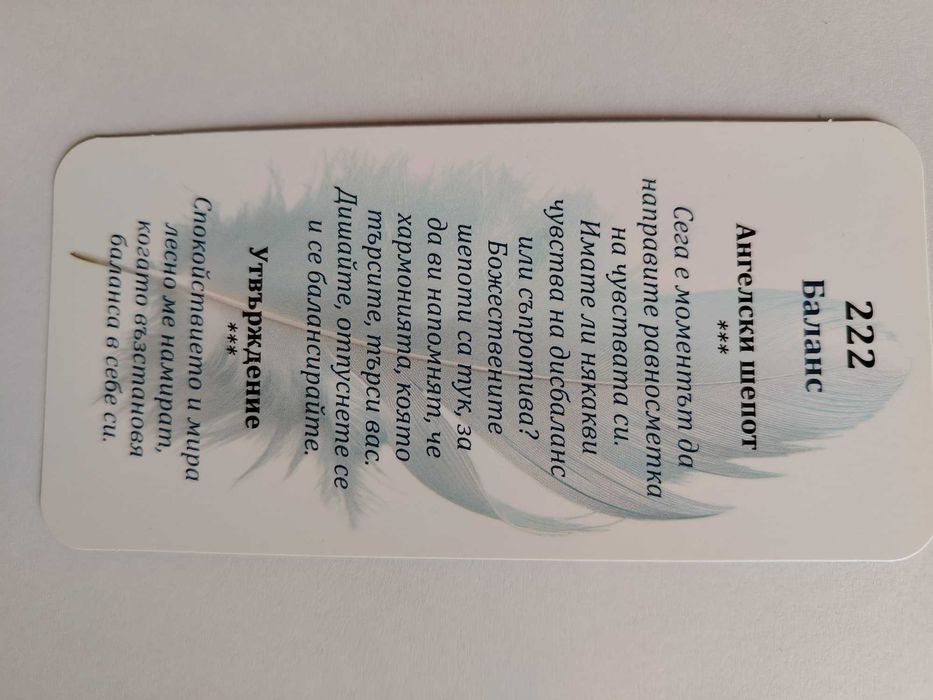 222
Баланс
Ангелски шепот
***
Сега е моментът да
направите равносметка
на чувствата си.
Имате ли някакви
чувства на дисбаланс
или съпротива?
Божествените
шепоти са тук, за
да ви напомнят, че
хармонията, която
търсите, търси вас.
Дишайте, отпуснете се
и се балансирайте.
Утвърждение
***
Спокойствието и мира
лесно ме намират,
когато възстановя
баланса в себе си.